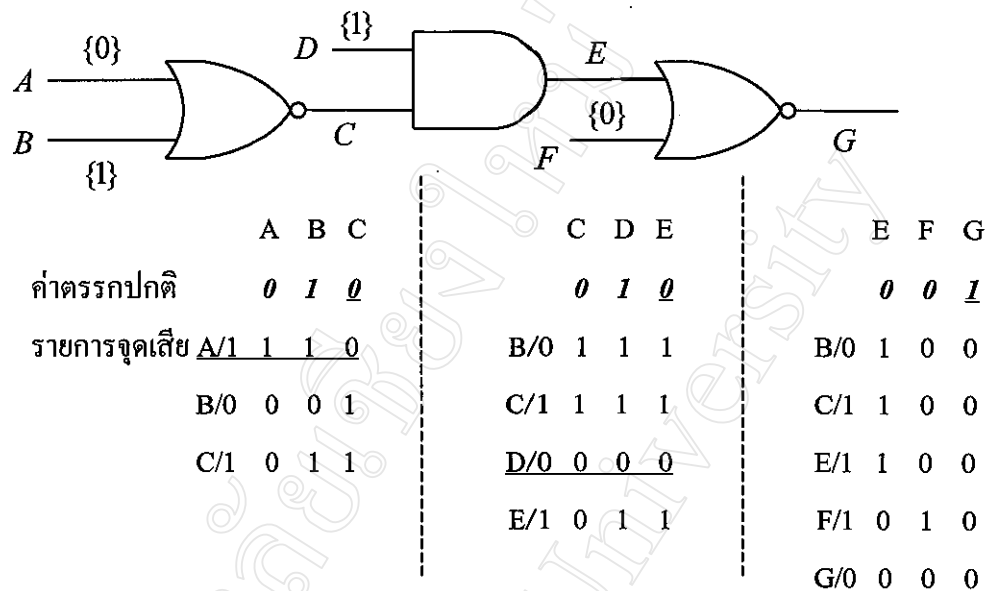 {0}
A
B
{1}
C
D
{1}
E
{0}
F
G
A B C
ค่าตรรกปกติ 0 1 0
รายการจุดเสีย A/1 1 1 0
B/0 0 0 1
C/1 0 1 1
C D E
0 1 0
B/0 1 1 1
C/1 1 1 1
D/0 0 0 0
E/1 0 1 1
E F G
0 0 1
B/0 1 0 0
C/1 1 0 0
E/1 1 0 0
F/1 0 1 0
G/0 0 0 0
University